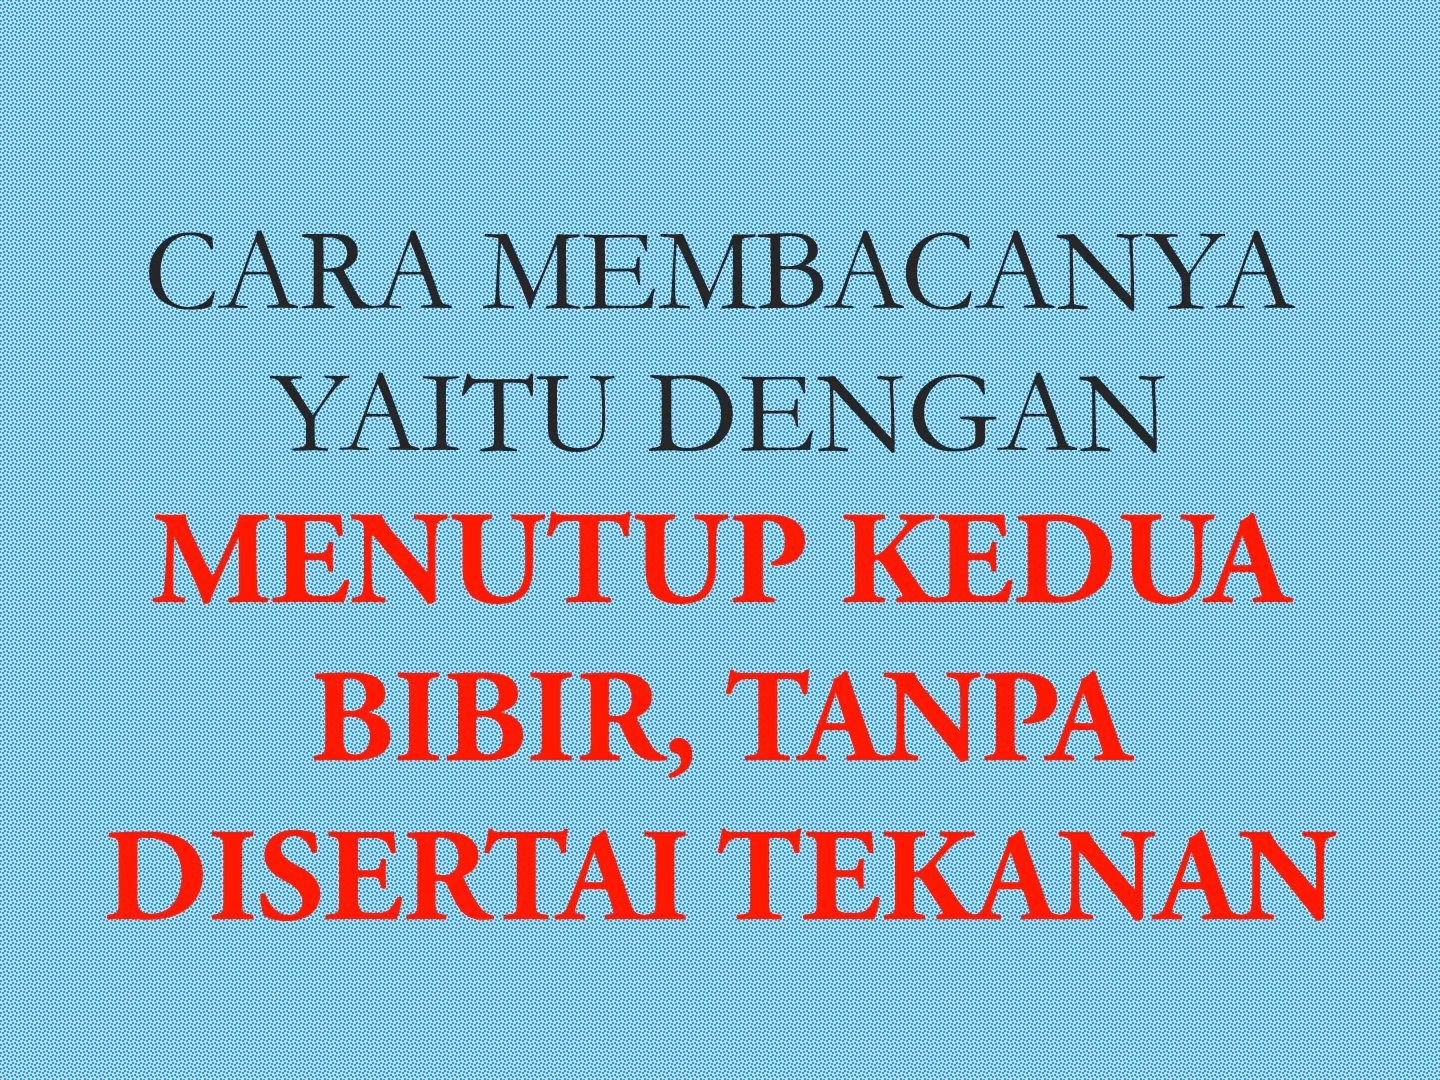 CARA MEMBACANYA
YAITU DENGAN
MENUTUP KEDUA
BIBIR, TANPA
DISERTAI TEKANAN